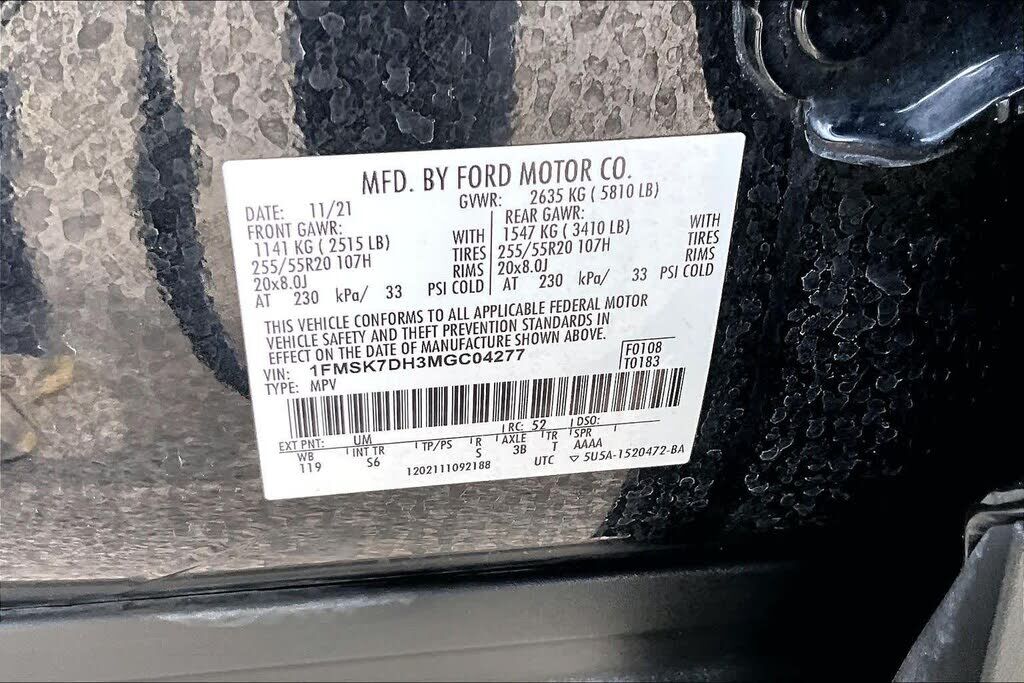 MFD. BY FORD MOTOR CO.
DATE: 11/21 GVWR: 2635 KG ( 5810 LB)
FRONT GAWR: REAR GAWR:
1141 KG ( 2515 LB) WITH 1547 KG ( 3410 LB) WITH
255/55R20 107H TIRES 255/55R20 107H TIRES
20x8.0J RIMS 20x8.0J RIMS
AT 230 kPa/ 33 PSI COLD AT 230 kPa/ 33 PSI COLD
THIS VEHICLE CONFORMS TO ALL APPLICABLE FEDERAL MOTOR
VEHICLE SAFETY AND THEFT PREVENTION STANDARDS IN
EFFECT ON THE DATE OF MANUFACTURE SHOWN ABOVE.
VIN: 1FMSK7DH3MGC04277 F0108
TYPE: MPV T0183
EXT PNT: UM RC: 52 DSO:
WB INT TR TP/PS R AXLE TR SPR
119 S6 S 3B T AAAA
1202111092188 UTC ▽ 5U5A-1520472-BA